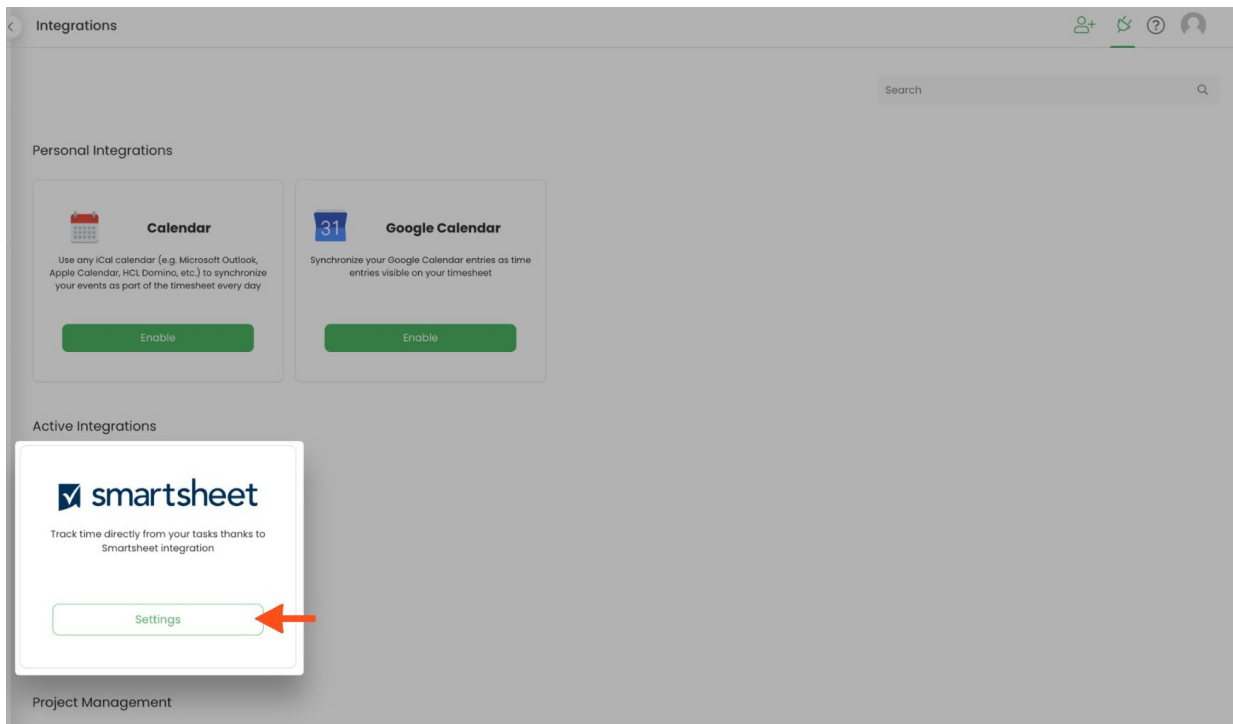 Integrations
Search
Personal Integrations
Calendar
Use any iCal calendar (e.g. Microsoft Outlook,
Apple Calendar, HCL Domino, etc.) to synchronize
your events as part of the timesheet every day
Enable
31
Google Calendar
Synchronize your Google Calendar entries as time
entries visible on your timesheet
Enable
Active Integrations
smartsheet
Track time directly from your tasks thanks to
Smartsheet integration
Settings
Project Management